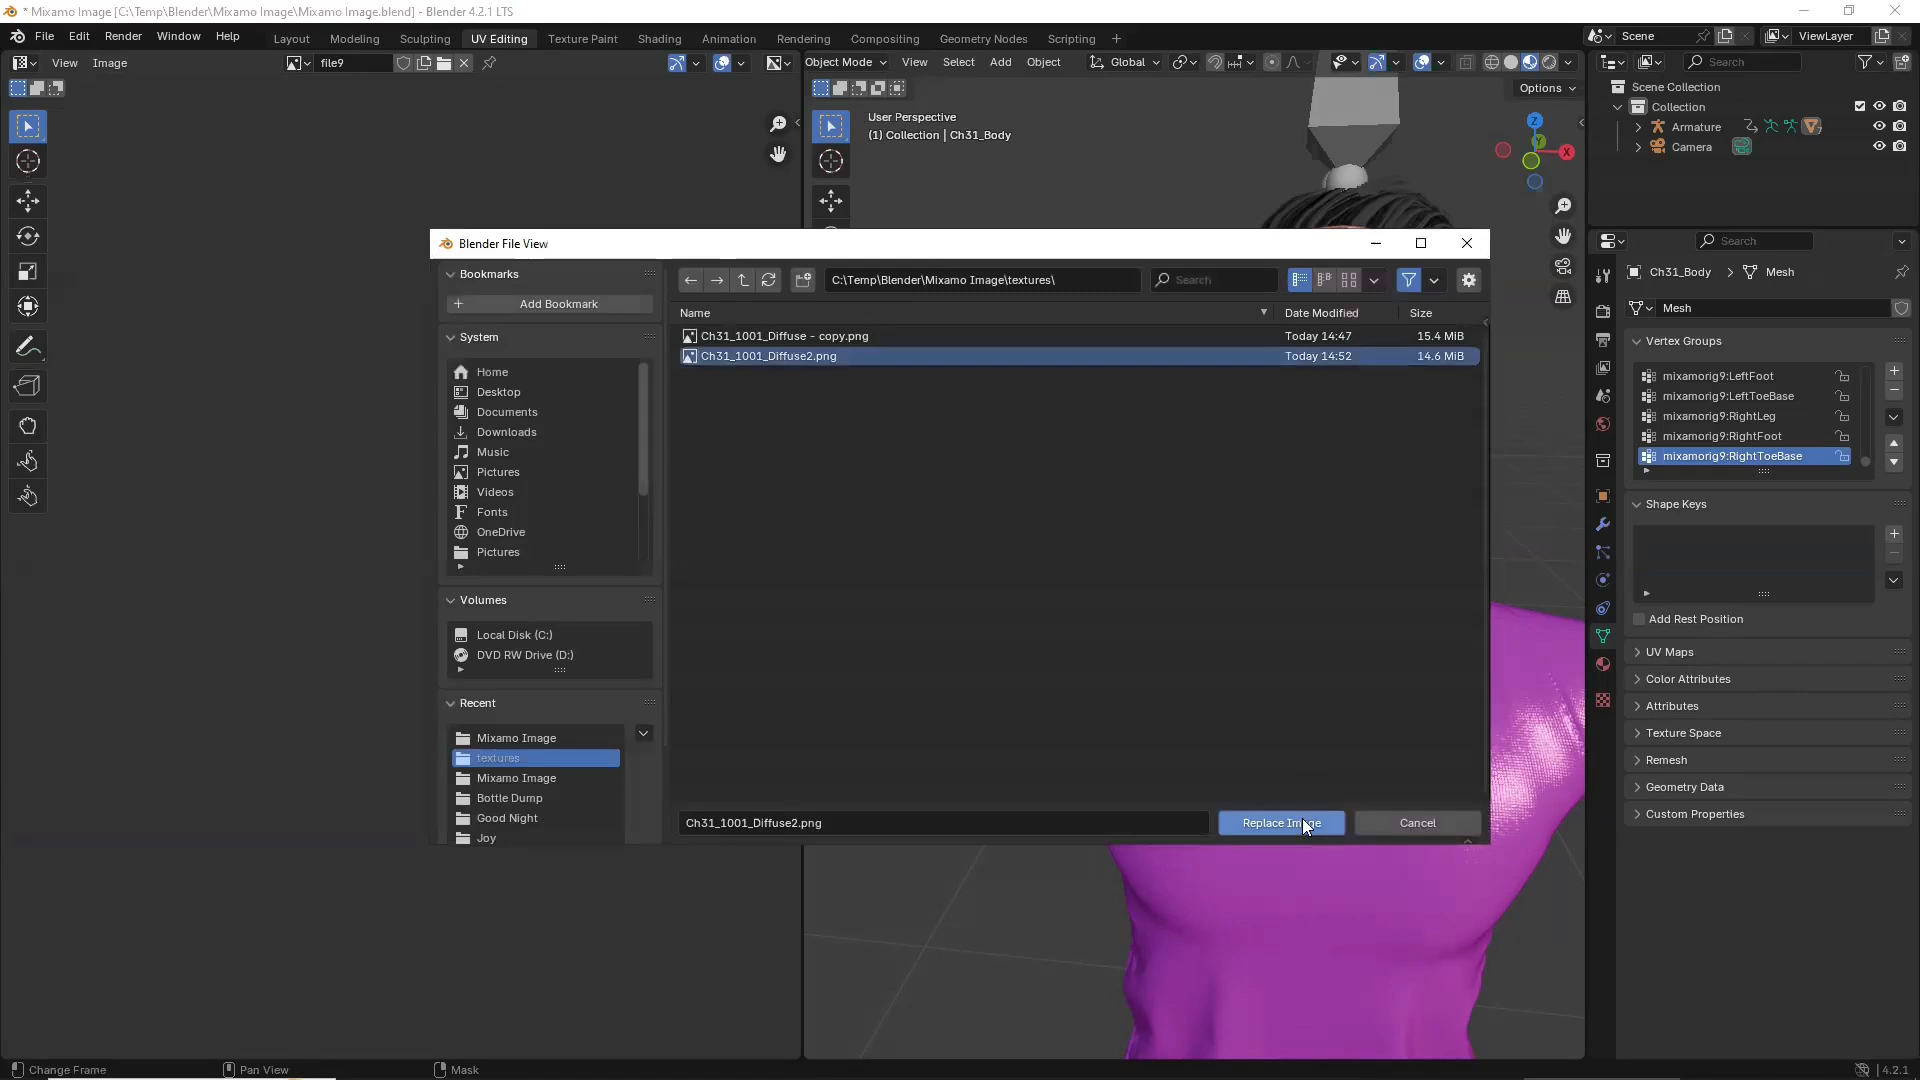 * Mixamo Image [C:\Temp\Blender\Mixamo Image\Mixamo Image.blend] - Blender 4.2.1 LTS
File Edit Render Window Help Layout Modeling Sculpting UV Editing Texture Paint Shading Animation Rendering Compositing Geometry Nodes Scripting +
Scene ViewLayer
View Image file9
Object Mode View Select Add Object Global
Search
Options
User Perspective
(1) Collection | Ch31_Body
Z
Y
X
Scene Collection
Collection
Armature
7
Camera
Search
Ch31_Body > Mesh
Mesh
Vertex Groups
mixamorig9:LeftFoot
mixamorig9:LeftToeBase
mixamorig9:RightLeg
mixamorig9:RightFoot
mixamorig9:RightToeBase
Shape Keys
Add Rest Position
UV Maps
Color Attributes
Attributes
Texture Space
Remesh
Geometry Data
Custom Properties
Blender File View
Bookmarks
+ Add Bookmark
System
Home
Desktop
Documents
Downloads
Music
Pictures
Videos
Fonts
OneDrive
Pictures
Volumes
Local Disk (C:)
DVD RW Drive (D:)
Recent
Mixamo Image
textures
Mixamo Image
Bottle Dump
Good Night
Joy
C:\Temp\Blender\Mixamo Image\textures\
Search
Name Date Modified Size
Ch31_1001_Diffuse - copy.png Today 14:47 15.4 MiB
Ch31_1001_Diffuse2.png Today 14:52 14.6 MiB
Ch31_1001_Diffuse2.png
Replace Image Cancel
Change Frame Pan View Mask
4.2.1